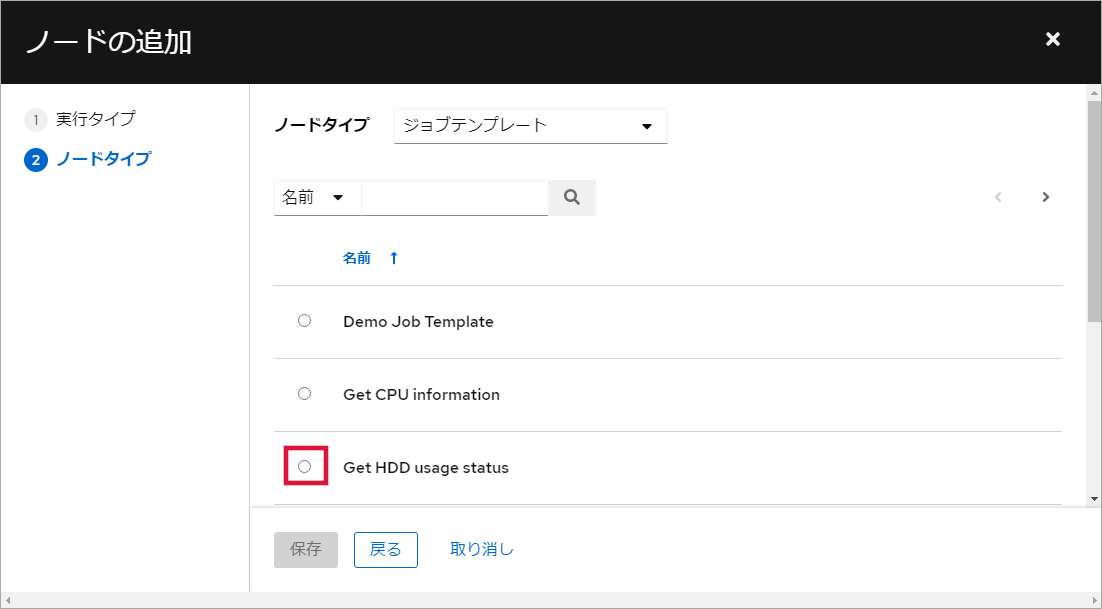 ノードの追加
1 実行タイプ
2 ノードタイプ
ノードタイプ ジョブテンプレート
名前
名前
Demo Job Template
Get CPU information
Get HDD usage status
保存 戻る 取り消し